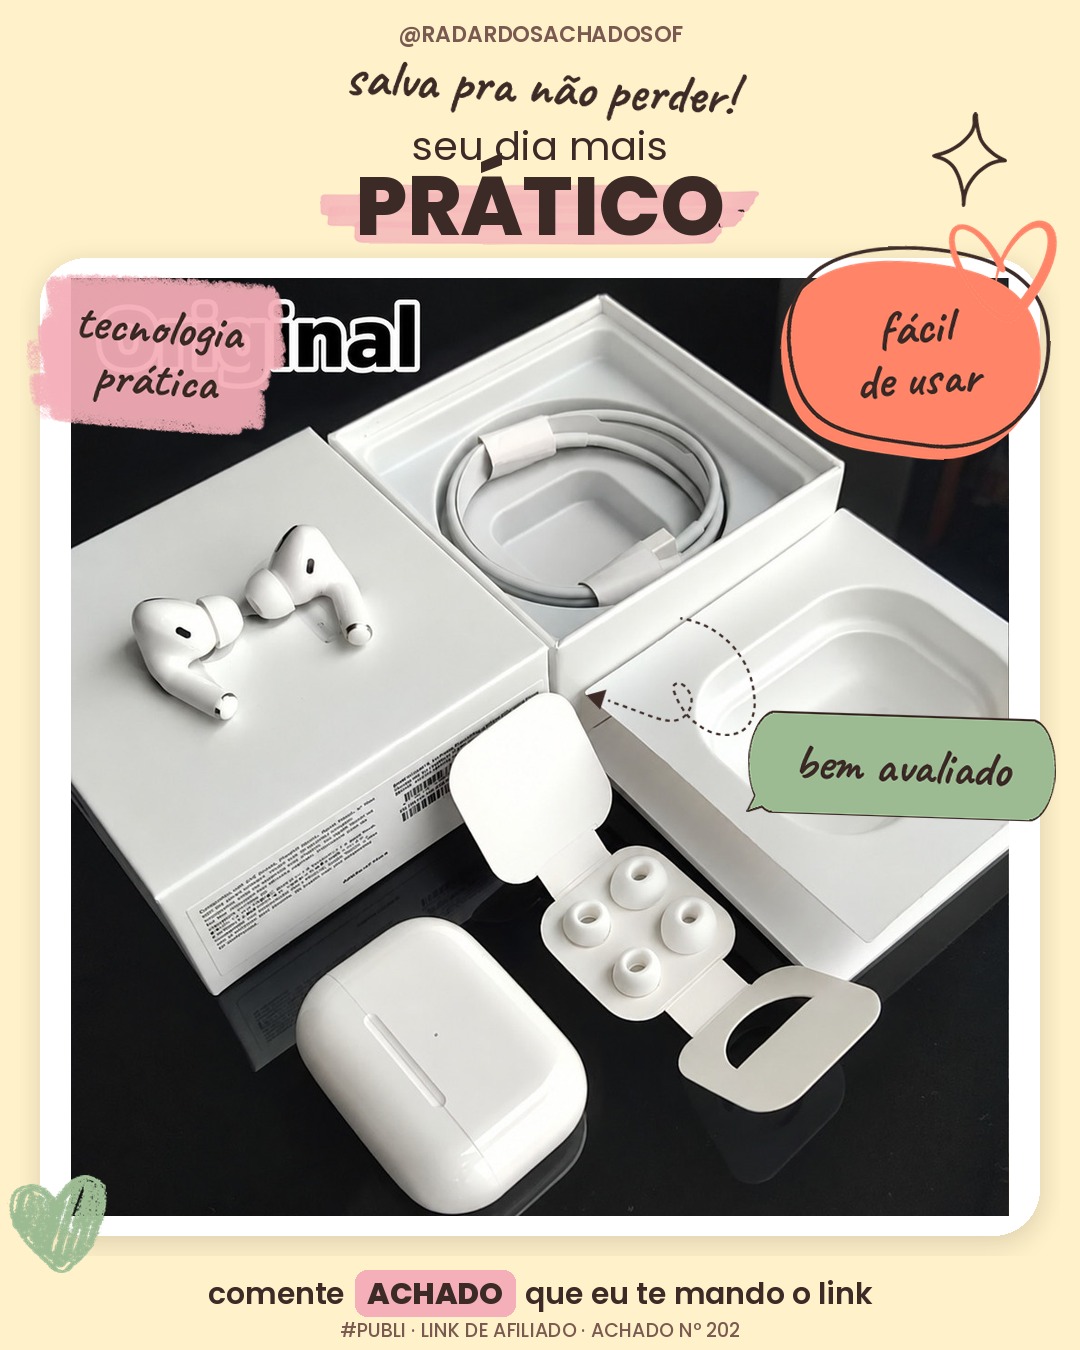 @RADARDOSACHADOSOF
salva pra não perder!
seu dia mais
PRÁTICO
Original
tecnologia
prática
fácil
de usar
bem avaliado
comente ACHADO que eu te mando o link
#PUBLI · LINK DE AFILIADO · ACHADO Nº 202